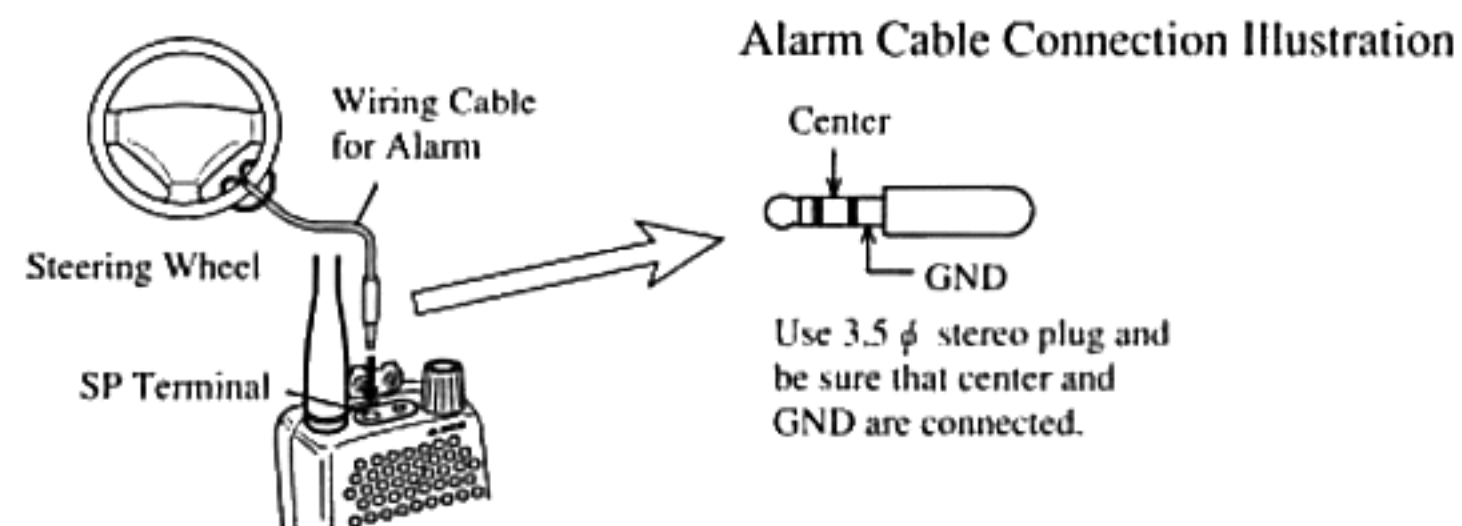 Alarm Cable Connection Illustration
Wiring Cable
for Alarm
Center
Steering Wheel
GND
SP Terminal
Use 3.5 ϕ stereo plug and
be sure that center and
GND are connected.